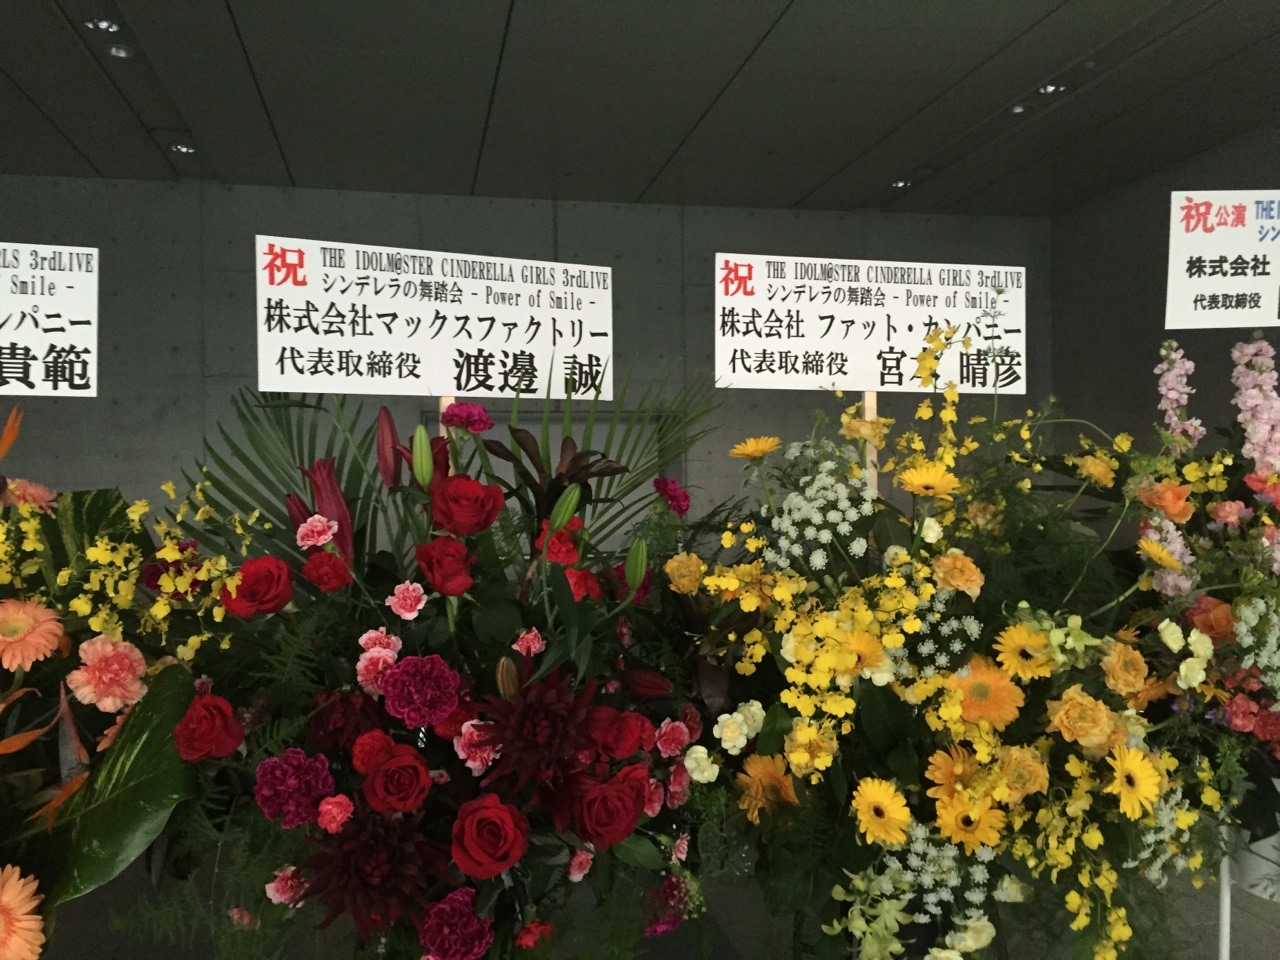 RLS 3rdLIVE
Smile -
ンパニー
貴範
祝 THE IDOLM@STER CINDERELLA GIRLS 3rdLIVE
シンデレラの舞踏会 - Power of Smile -
株式会社マックスファクトリー
代表取締役 渡邊 誠
祝 THE IDOLM@STER CINDERELLA GIRLS 3rdLIVE
シンデレラの舞踏会 - Power of Smile -
株式会社 ファット・カンパニー
代表取締役 宮 晴彦
祝公演 THE
シン
株式会社
代表取締役